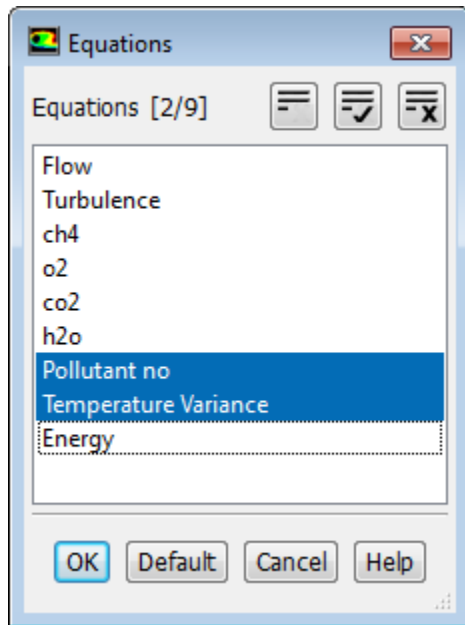 Equations
Equations [2/9]
Flow
Turbulence
ch4
o2
co2
h2o
Pollutant no
Temperature Variance
Energy
OK Default Cancel Help